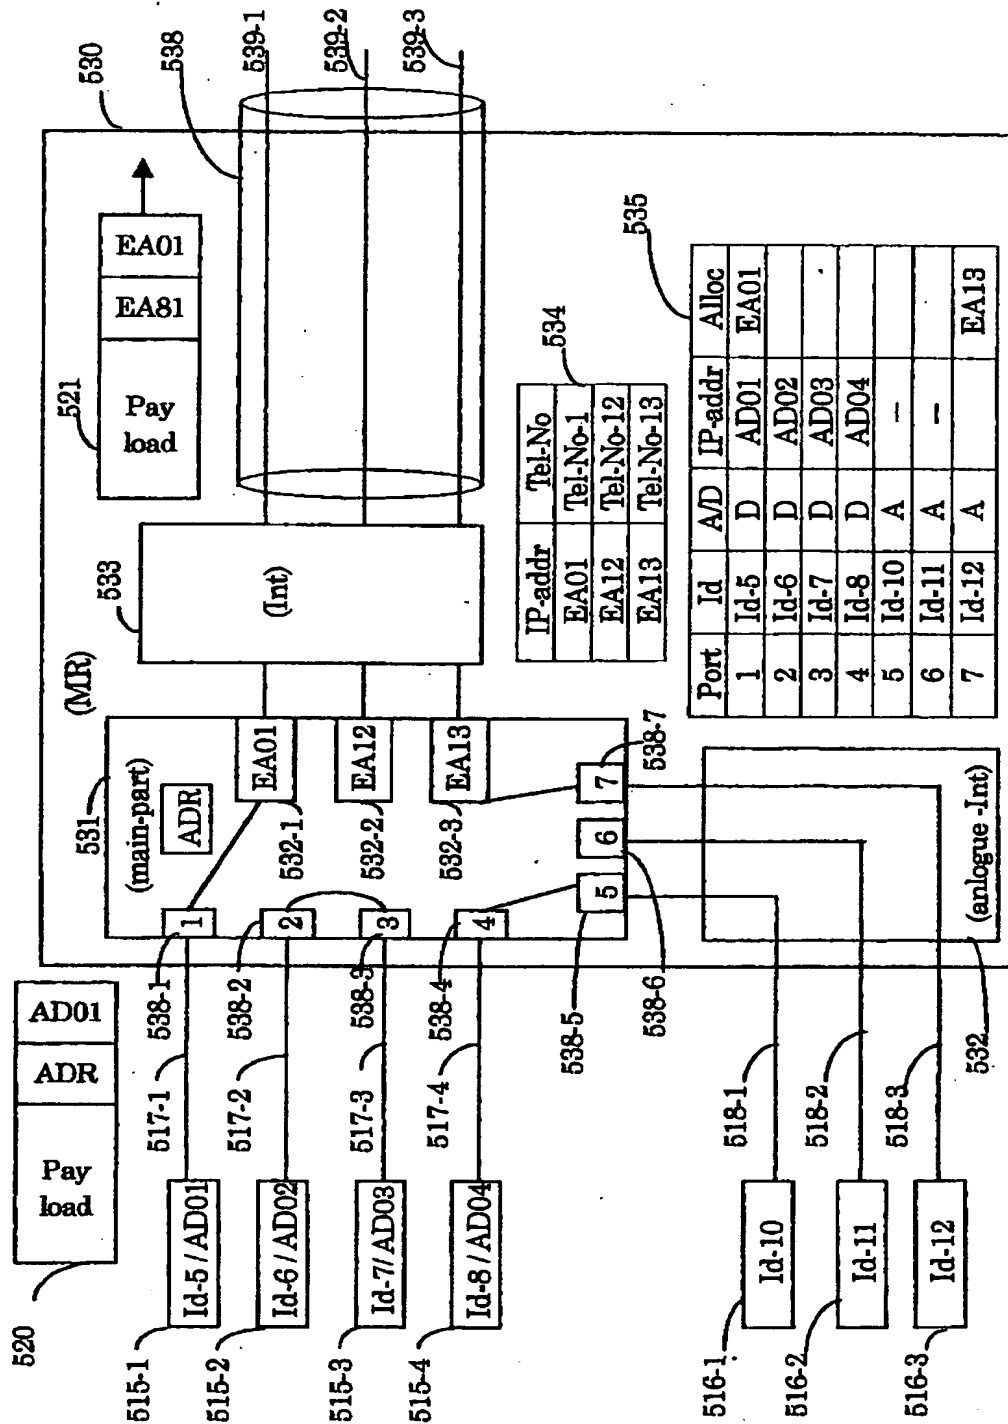 520
Pay load
ADR
AD01
521
Pay load
EA81
EA01
530
538
539-1
539-2
539-3
(MR)
531
(main-part)
ADR
533
(Int)
515-1
Id-5 / AD01
517-1
538-1
1
EA01
532-1
515-2
Id-6 / AD02
517-2
538-2
2
EA12
532-2
515-3
Id-7/AD03
517-3
538-3
3
EA13
532-3
515-4
Id-8 / AD04
517-4
538-4
4
538-5
5
538-6
6
7
538-7
516-1
Id-10
518-1
516-2
Id-11
518-2
516-3
Id-12
518-3
532
(anlogue -Int)
534
IP-addr Tel-No
EA01 Tel-No-1
EA12 Tel-No-12
EA13 Tel-No-13
535
Port Id A/D IP-addr Alloc
1 Id-5 D AD01 EA01
2 Id-6 D AD02
3 Id-7 D AD03
4 Id-8 D AD04
5 Id-10 A –
6 Id-11 A –
7 Id-12 A EA13